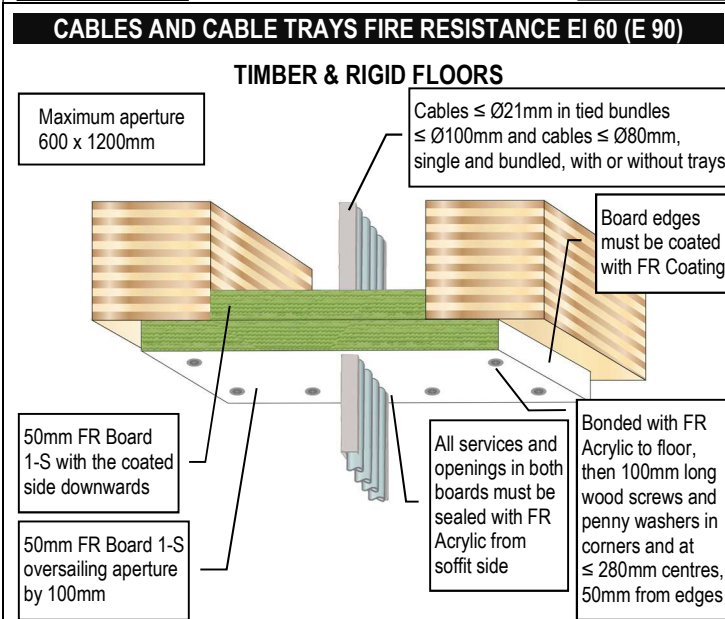 CABLES AND CABLE TRAYS FIRE RESISTANCE EI 60 (E 90)
TIMBER & RIGID FLOORS
Maximum aperture
600 x 1200mm
Cables ≤ Ø21mm in tied bundles
≤ Ø100mm and cables ≤ Ø80mm,
single and bundled, with or without trays
Board edges
must be coated
with FR Coating
50mm FR Board
1-S with the coated
side downwards
50mm FR Board 1-S
oversailing aperture
by 100mm
All services and
openings in both
boards must be
sealed with FR
Acrylic from
soffit side
Bonded with FR
Acrylic to floor,
then 100mm long
wood screws and
penny washers in
corners and at
≤ 280mm centres,
50mm from edges